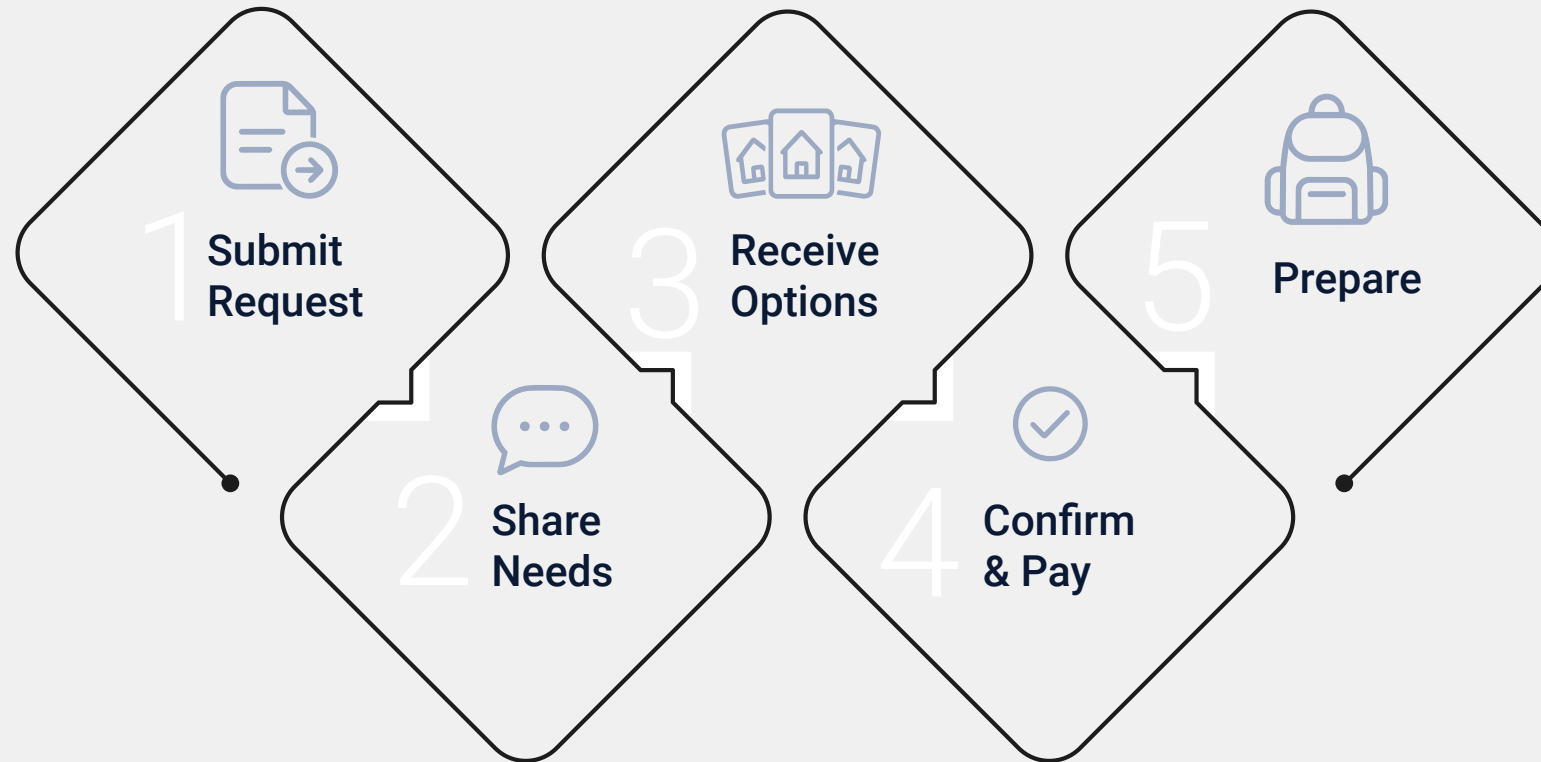 1
Submit
Request
2
Share
Needs
3
Receive
Options
4
Confirm
& Pay
5
Prepare